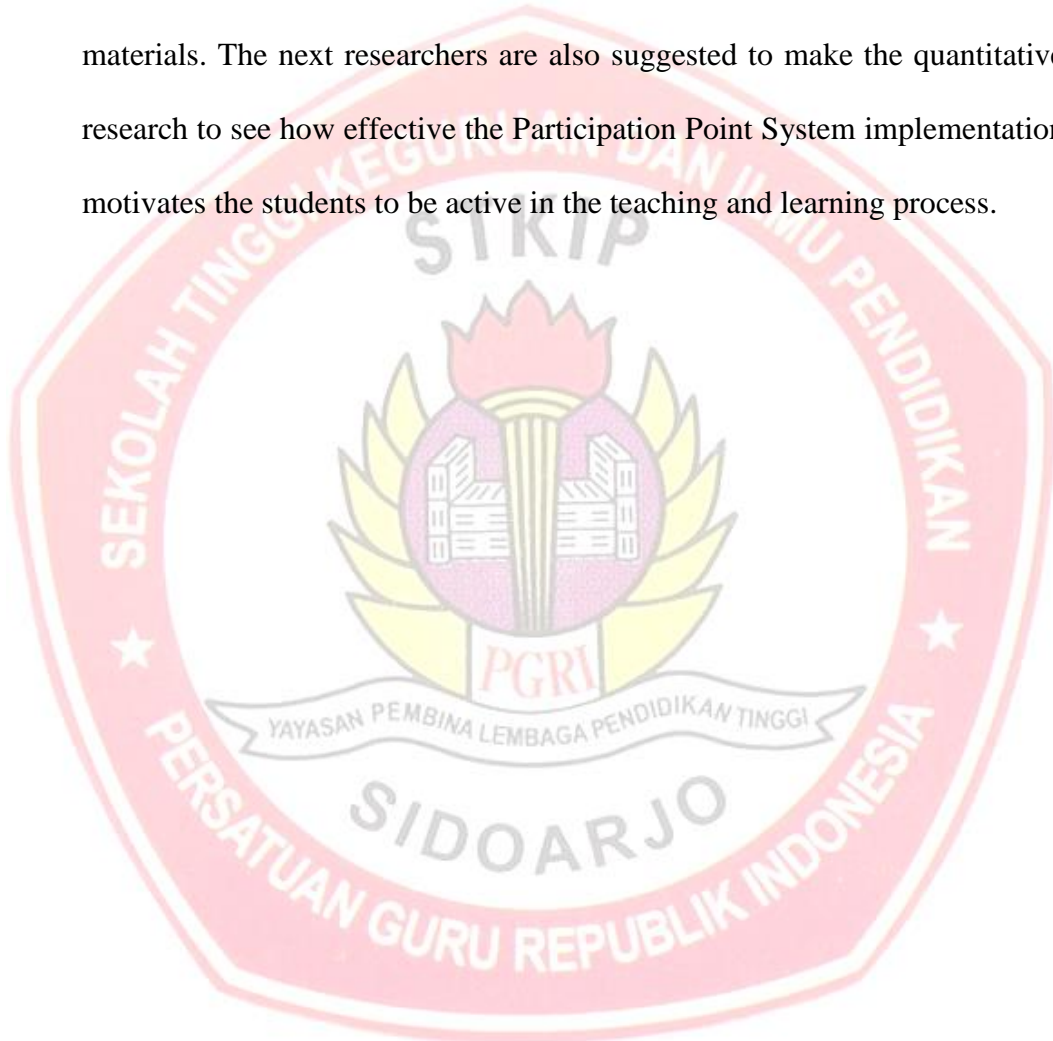 materials. The next researchers are also suggested to make the quantitative
research to see how effective the Participation Point System implementation
motivates the students to be active in the teaching and learning process.
SEKOLAH TINGGI KEGURUAN DAN ILMU PENDIDIKAN
STKIP
PGRI
YAYASAN PEMBINA LEMBAGA PENDIDIKAN TINGGI
SIDOARJO
PERSATUAN GURU REPUBLIK INDONESIA